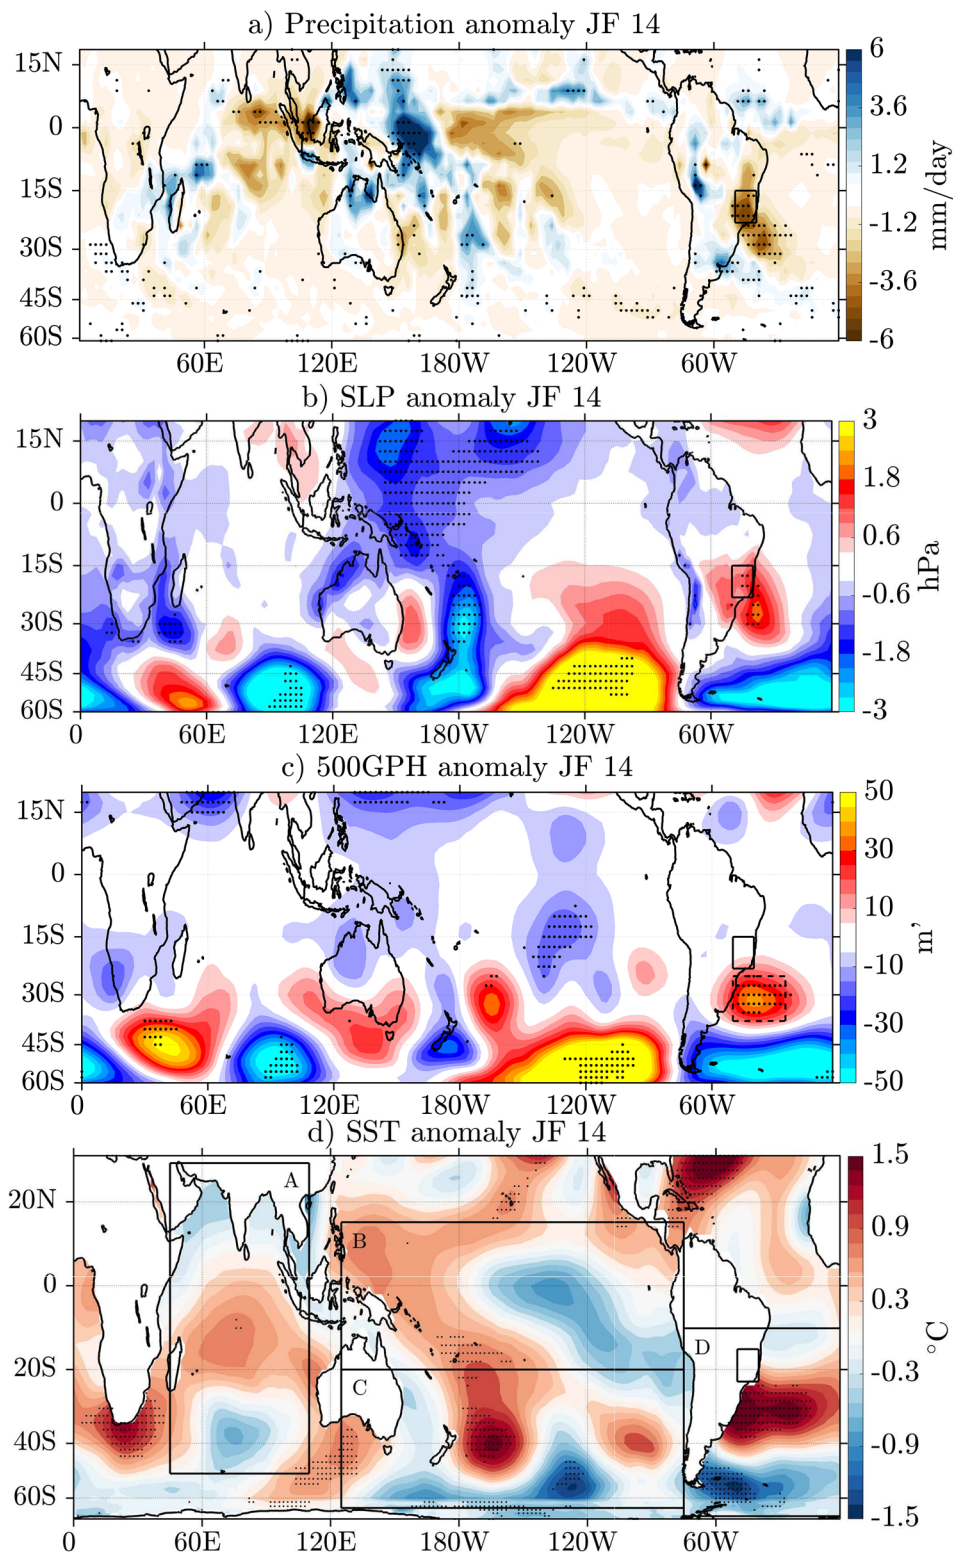 a) Precipitation anomaly JF 14
15N
0
15S
30S
45S
60S
60E 120E 180W 120W 60W
6
3.6
1.2
-1.2
-3.6
-6
mm/day
b) SLP anomaly JF 14
15N
0
15S
30S
45S
60S
0 60E 120E 180W 120W 60W
3
1.8
0.6
-0.6
-1.8
-3
hPa
c) 500GPH anomaly JF 14
15N
0
15S
30S
45S
60S
0 60E 120E 180W 120W 60W
50
30
10
-10
-30
-50
m'
d) SST anomaly JF 14
20N
0
20S
40S
60S
0 60E 120E 180W 120W 60W
A
B
C
D
1.5
0.9
0.3
-0.3
-0.9
-1.5
°C